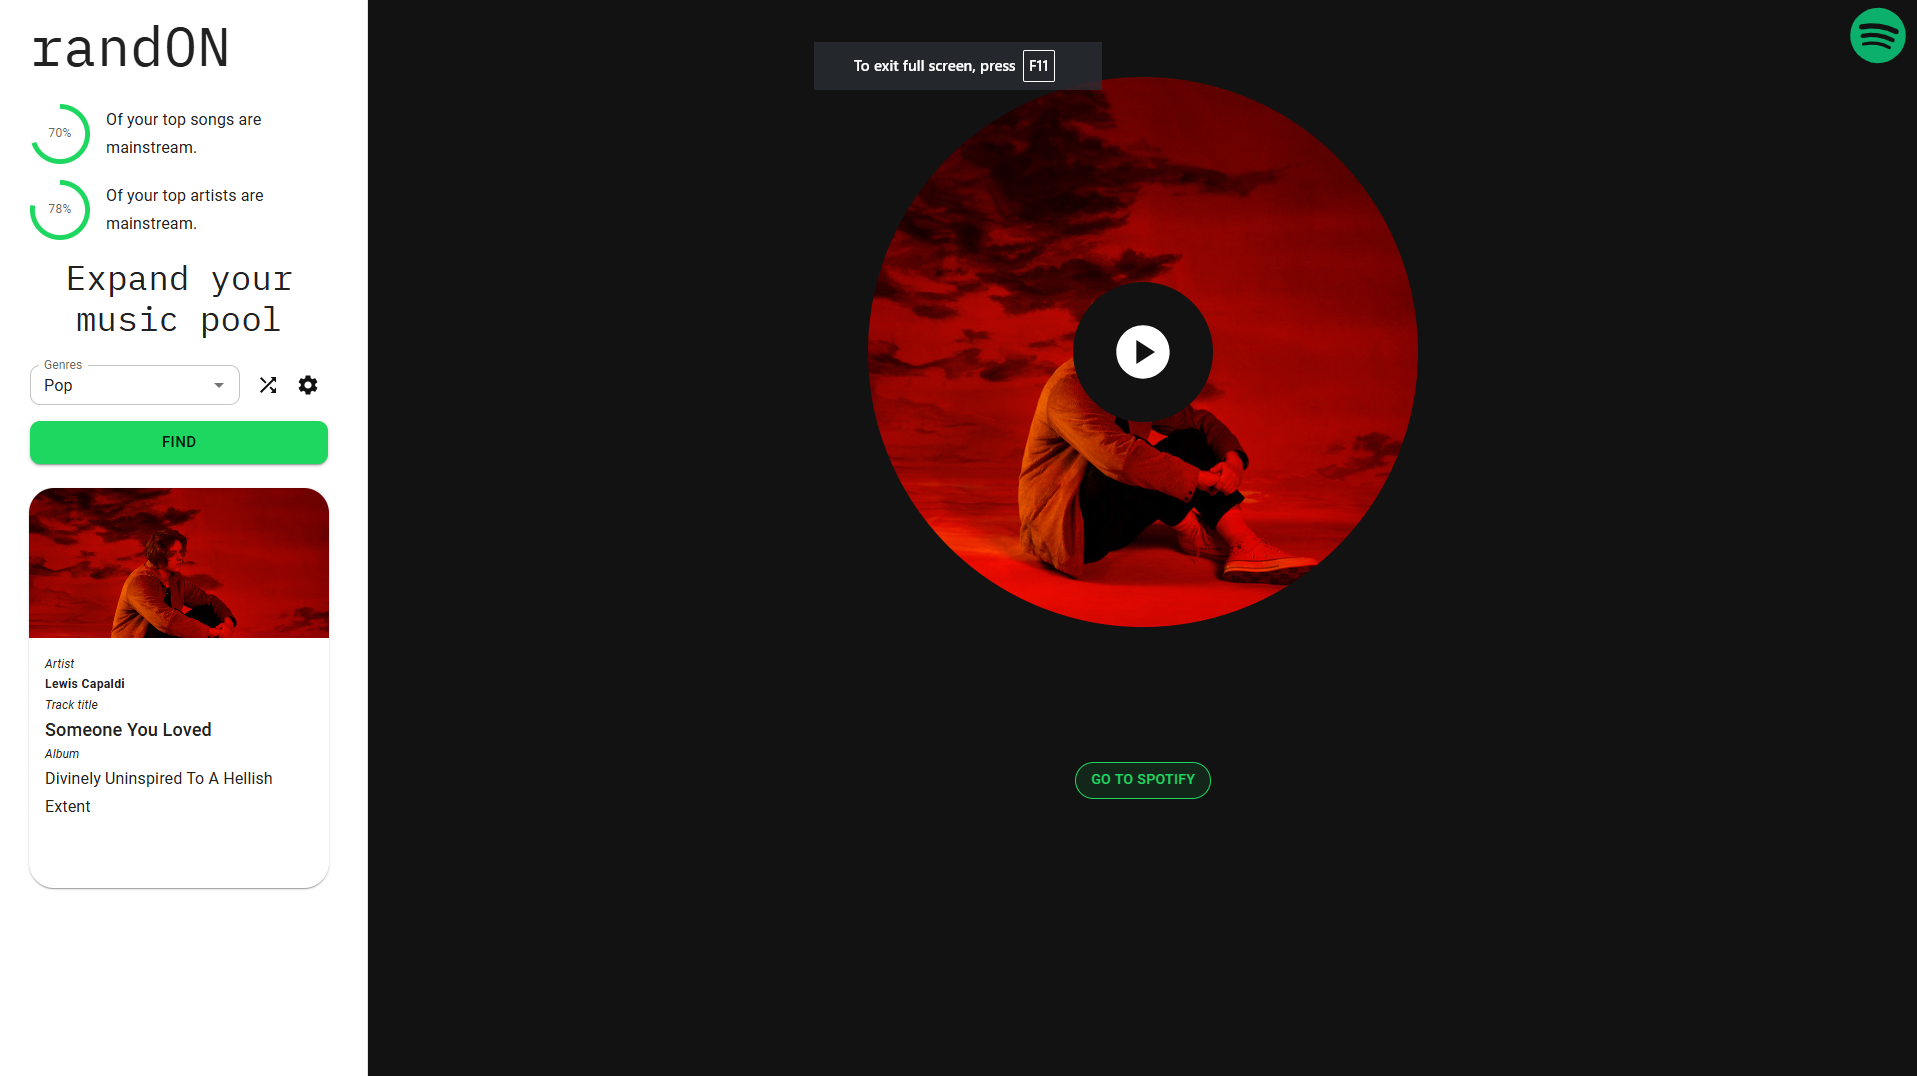 randON
70%
Of your top songs are
mainstream.
78%
Of your top artists are
mainstream.
Expand your
music pool
Genres
Pop
FIND
Artist
Lewis Capaldi
Track title
Someone You Loved
Album
Divinely Uninspired To A Hellish
Extent
To exit full screen, press F11
GO TO SPOTIFY